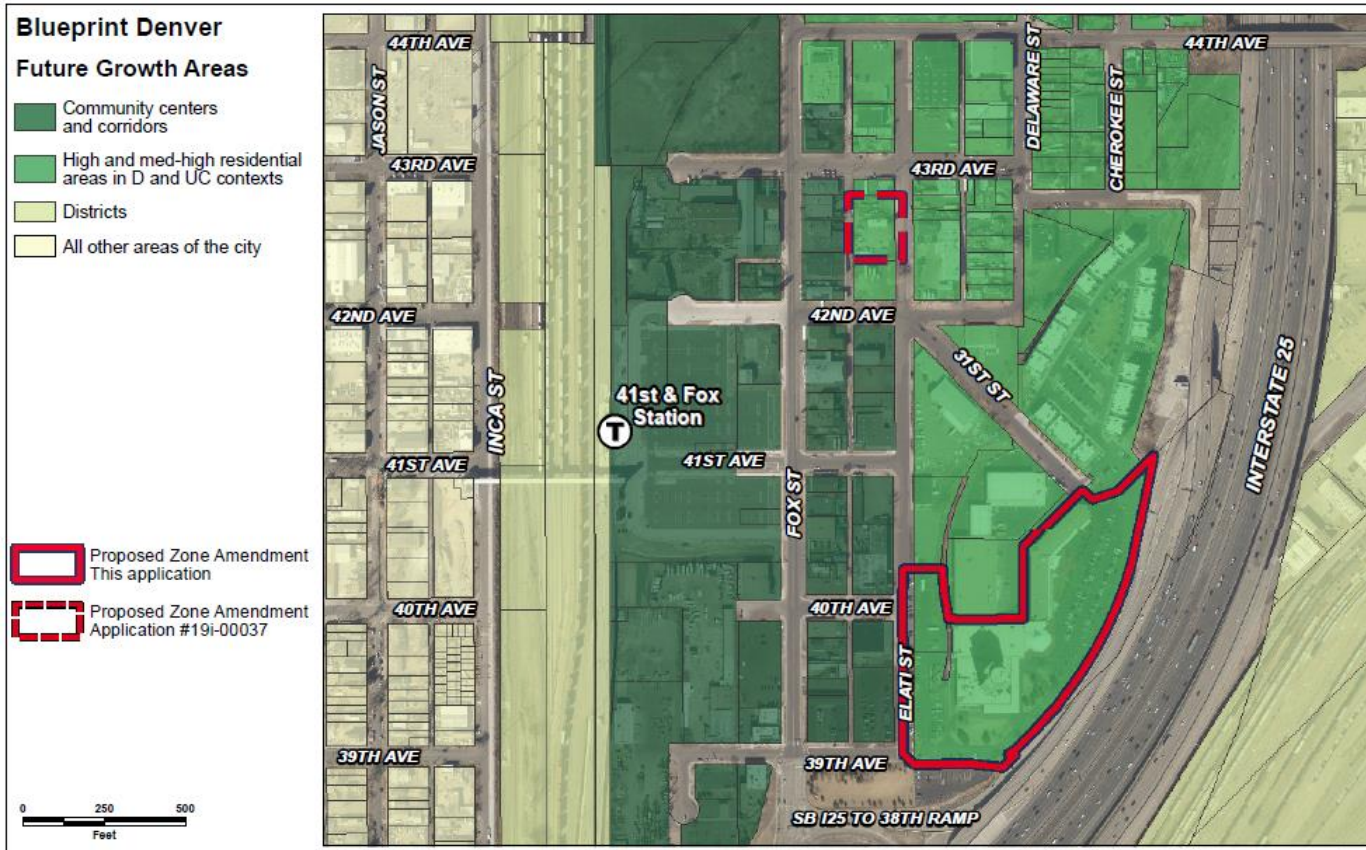 Blueprint Denver
Future Growth Areas
Community centers
and corridors
High and med-high residential
areas in D and UC contexts
Districts
All other areas of the city
Proposed Zone Amendment
This application
Proposed Zone Amendment
Application #19i-00037
0 250 500
Feet
44TH AVE
44TH AVE
JASON ST
DELAWARE ST
CHEROKEE ST
43RD AVE
43RD AVE
42ND AVE
42ND AVE
31ST ST
INTERSTATE 25
INCA ST
41st & Fox
Station
T
41ST AVE
41ST AVE
FOX ST
40TH AVE
40TH AVE
ELATI ST
39TH AVE
39TH AVE
SB I25 TO 38TH RAMP